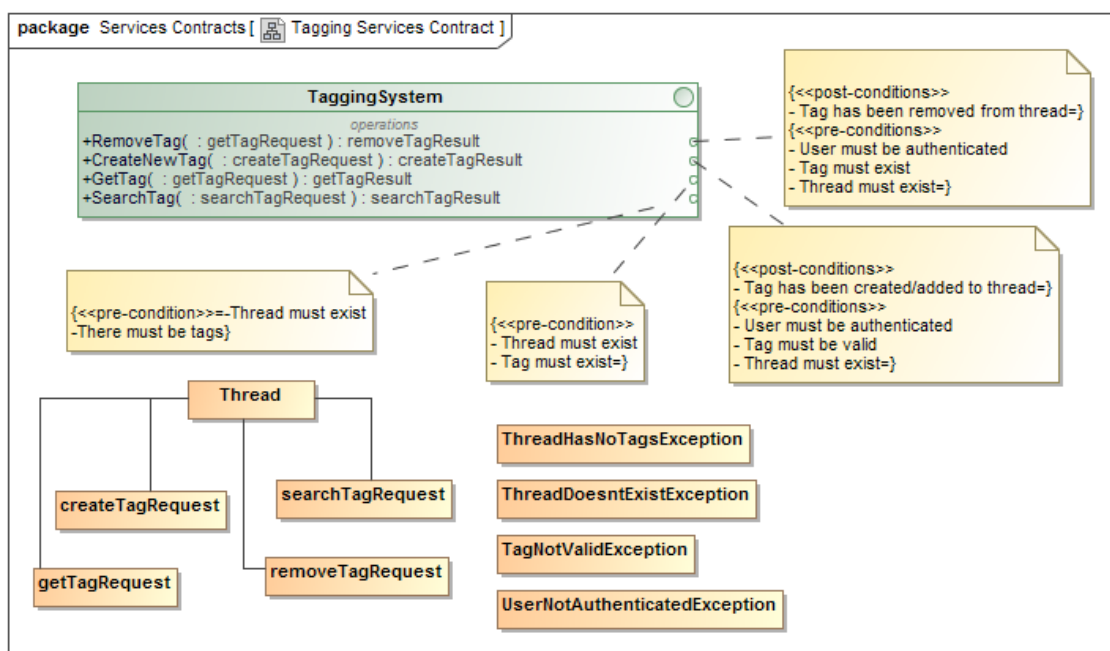 package Services Contracts [ Tagging Services Contract ]
TaggingSystem
operations
+RemoveTag( : getTagRequest ) : removeTagResult
+CreateNewTag( : createTagRequest ) : createTagResult
+GetTag( : getTagRequest ) : getTagResult
+SearchTag( : searchTagRequest ) : searchTagResult
{<<post-conditions>>
- Tag has been removed from thread=}
{<<pre-conditions>>
- User must be authenticated
- Tag must exist
- Thread must exist=}
{<<post-conditions>>
- Tag has been created/added to thread=}
{<<pre-conditions>>
- User must be authenticated
- Tag must be valid
- Thread must exist=}
{<<pre-condition>>=-Thread must exist
-There must be tags}
{<<pre-condition>>
- Thread must exist
- Tag must exist=}
Thread
createTagRequest
searchTagRequest
getTagRequest
removeTagRequest
ThreadHasNoTagsException
ThreadDoesntExistException
TagNotValidException
UserNotAuthenticatedException